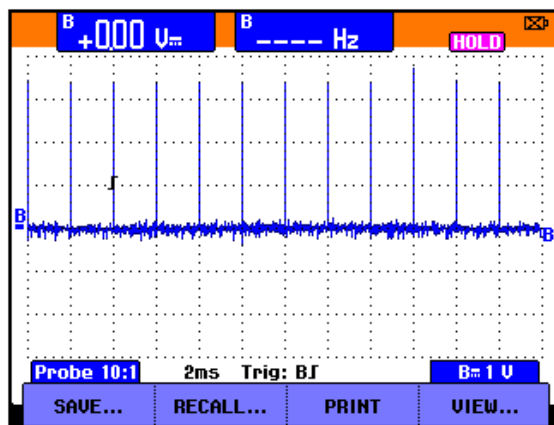 B +0.00 V⎓
B ---- Hz
HOLD
B
B
Probe 10:1 2ms Trig: B∫ B⎓ 1 V
SAVE... RECALL... PRINT VIEW...